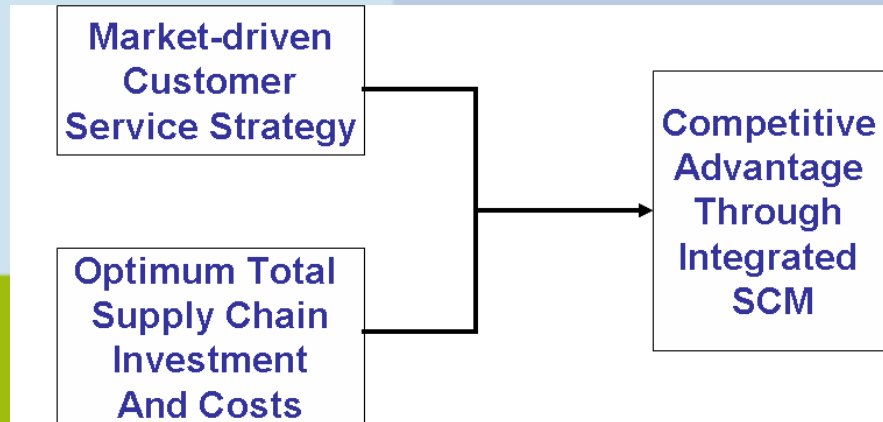 Market-driven
Customer
Service Strategy
Optimum Total
Supply Chain
Investment
And Costs
Competitive
Advantage
Through
Integrated
SCM